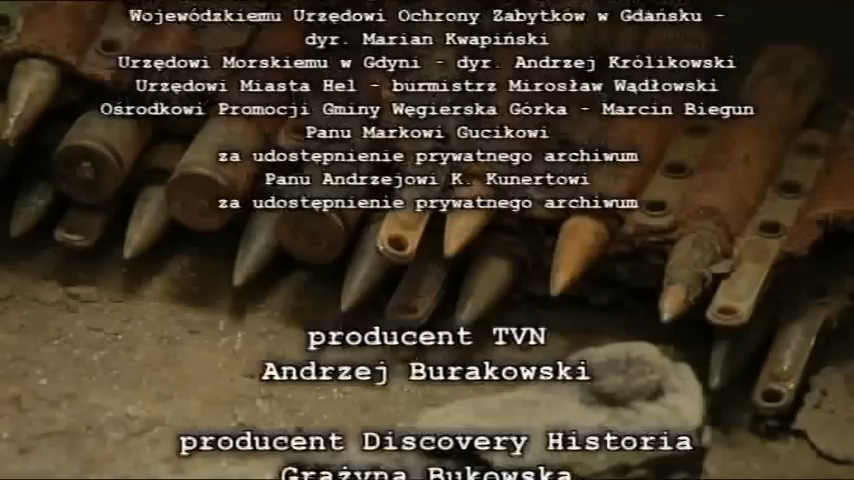 Wojewódzkiemu Urzędowi Ochrony Zabytków w Gdańsku -
dyr. Marian Kwapiński
Urzędowi Morskiemu w Gdyni - dyr. Andrzej Królikowski
Urzędowi Miasta Hel - burmistrz Mirosław Wądłowski
Ośrodkowi Promocji Gminy Węgierska Górka - Marcin Biegun
Panu Markowi Gucikowi
za udostępnienie prywatnego archiwum
Panu Andrzejowi K. Kunertowi
za udostępnienie prywatnego archiwum
producent TVN
Andrzej Burakowski
producent Discovery Historia
Grażyna Bukowska